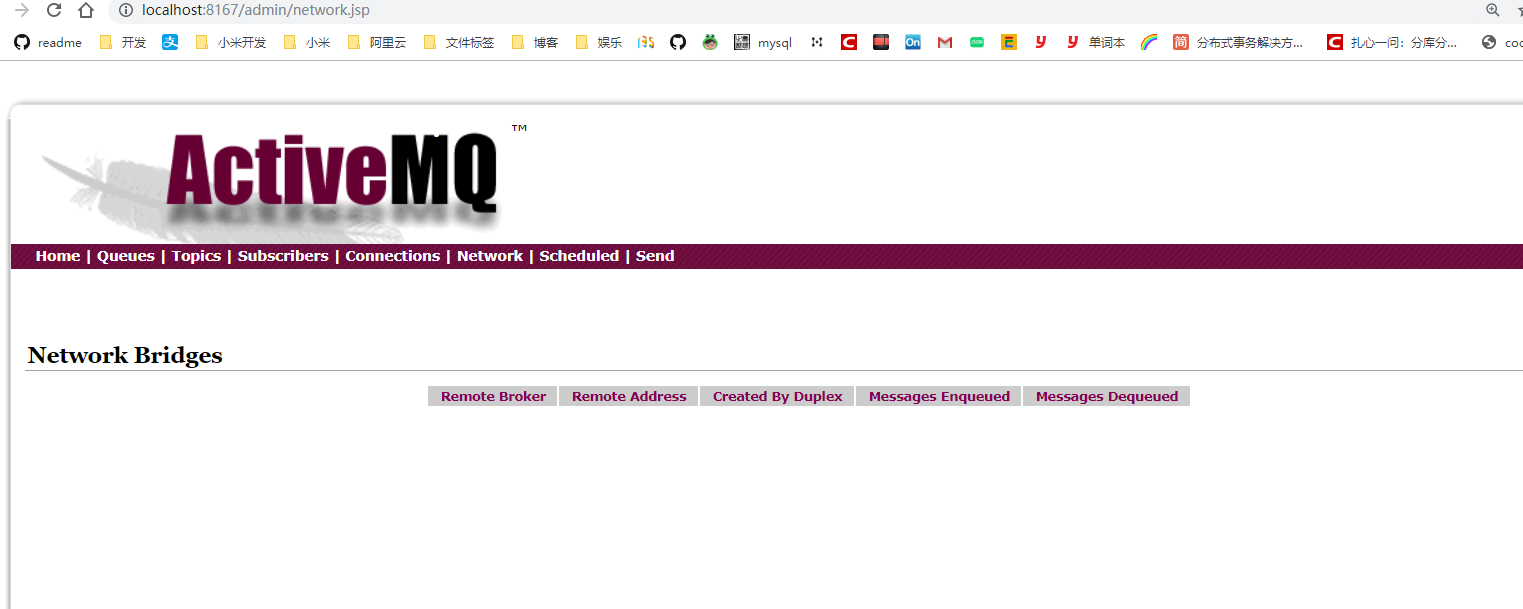 localhost:8167/admin/network.jsp
readme 开发 支 小米开发 小米 阿里云 文件标签 博客 娱乐 mysql C On M E y y 单词本 简 分布式事务解决方... C 扎心一问：分库分...
ActiveMQ ™
Home | Queues | Topics | Subscribers | Connections | Network | Scheduled | Send
Network Bridges
Remote Broker Remote Address Created By Duplex Messages Enqueued Messages Dequeued